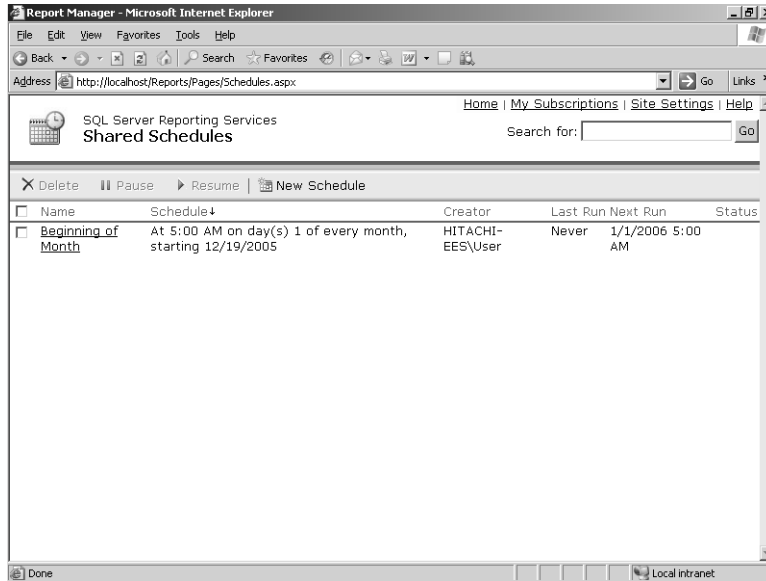 Report Manager - Microsoft Internet Explorer
File Edit View Favorites Tools Help
Back Search Favorites
Address http://localhost/Reports/Pages/Schedules.aspx Go Links
Home | My Subscriptions | Site Settings | Help
SQL Server Reporting Services
Shared Schedules
Search for: Go
Delete Pause Resume | New Schedule
Name Schedule↓ Creator Last Run Next Run Status
Beginning of At 5:00 AM on day(s) 1 of every month, HITACHI- Never 1/1/2006 5:00
Month starting 12/19/2005 EES\User AM
Done Local intranet